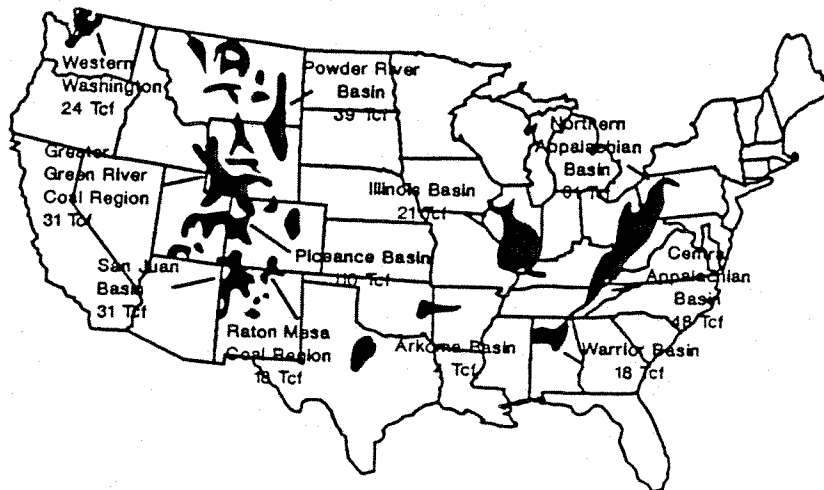 Western
Washington
24 Tcf
Powder River
Basin
39 Tcf
Northern
Appalachian
Basin
61 Tcf
Greater
Green River
Coal Region
31 Tcf
Illinois Basin
21 Tcf
Piceance Basin
110 Tcf
San Juan
Basin
31 Tcf
Central
Appalachian
Basin
48 Tcf
Raton Mesa
Coal Region
18 Tcf
Arkoma Basin
Tcf
Warrior Basin
18 Tcf